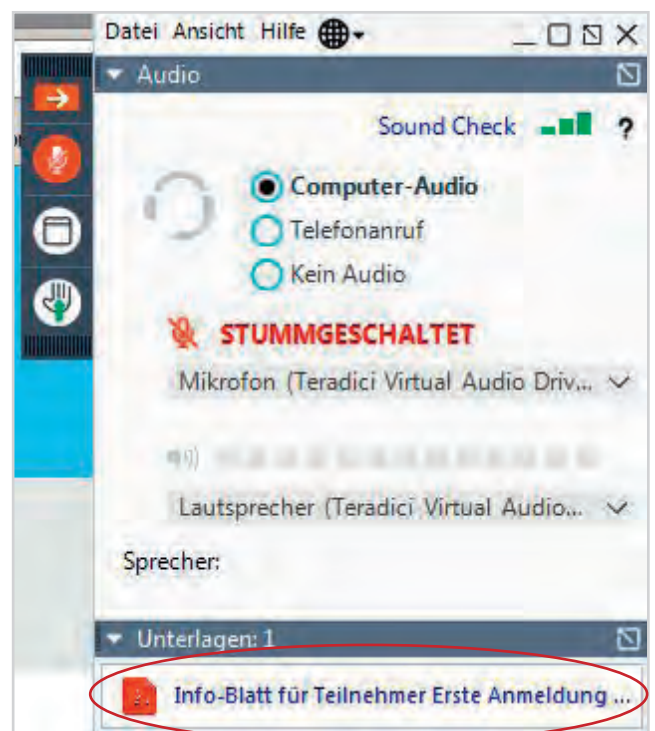 Datei Ansicht Hilfe
Audio
Sound Check ?
Computer-Audio
Telefonanruf
Kein Audio
STUMMGESCHALTET
Mikrofon (Teradici Virtual Audio Driv...
Lautsprecher (Teradici Virtual Audio...
Sprecher:
Unterlagen: 1
Info-Blatt für Teilnehmer Erste Anmeldung ...